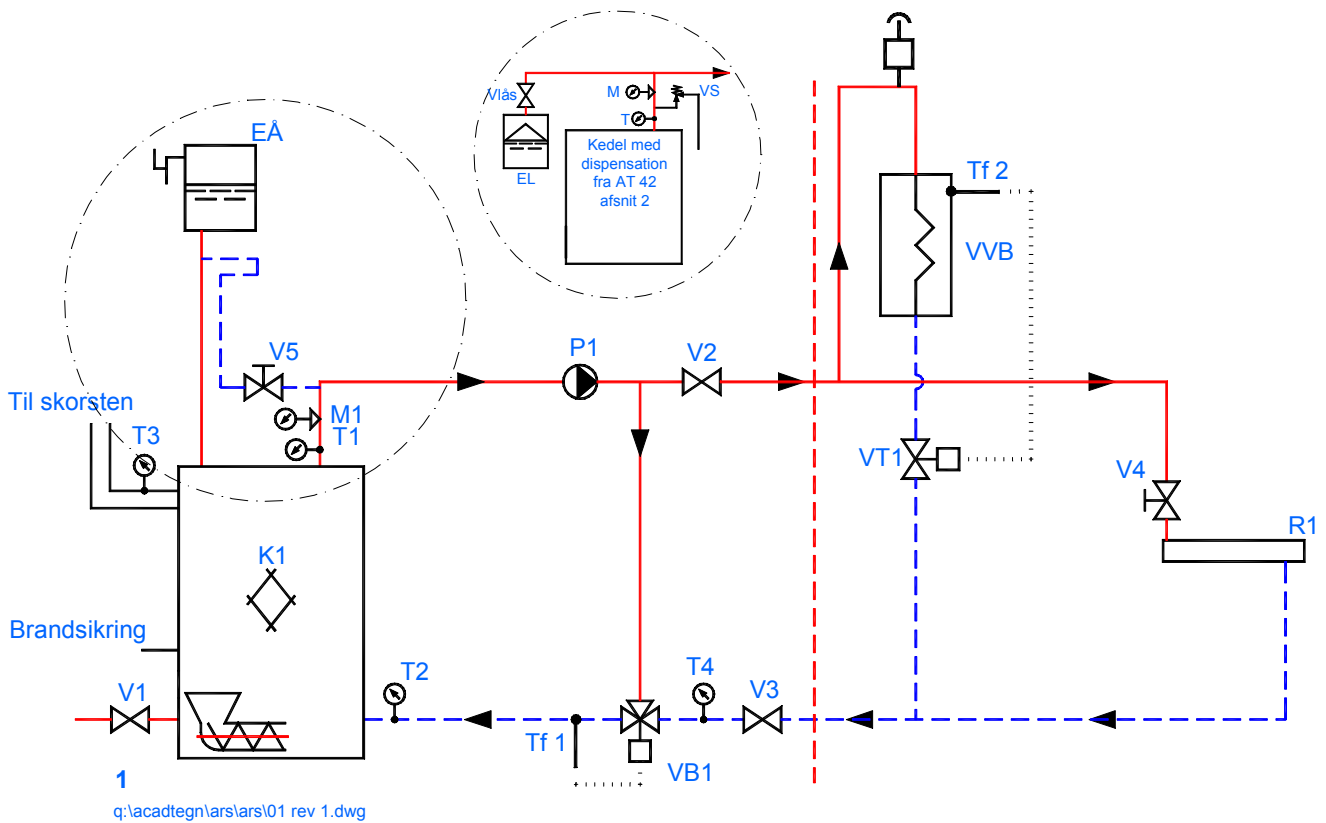 Vlås
M
VS
T
EÅ
EL
Kedel med
dispensation
fra AT 42
afsnit 2
Tf 2
VVB
V5
P1
V2
Til skorsten
M1
T1
T3
VT1
V4
R1
K1
Brandsikring
V1
T2
T4
V3
Tf 1
VB1
1
q:\acadtegn\ars\ars\01 rev 1.dwg